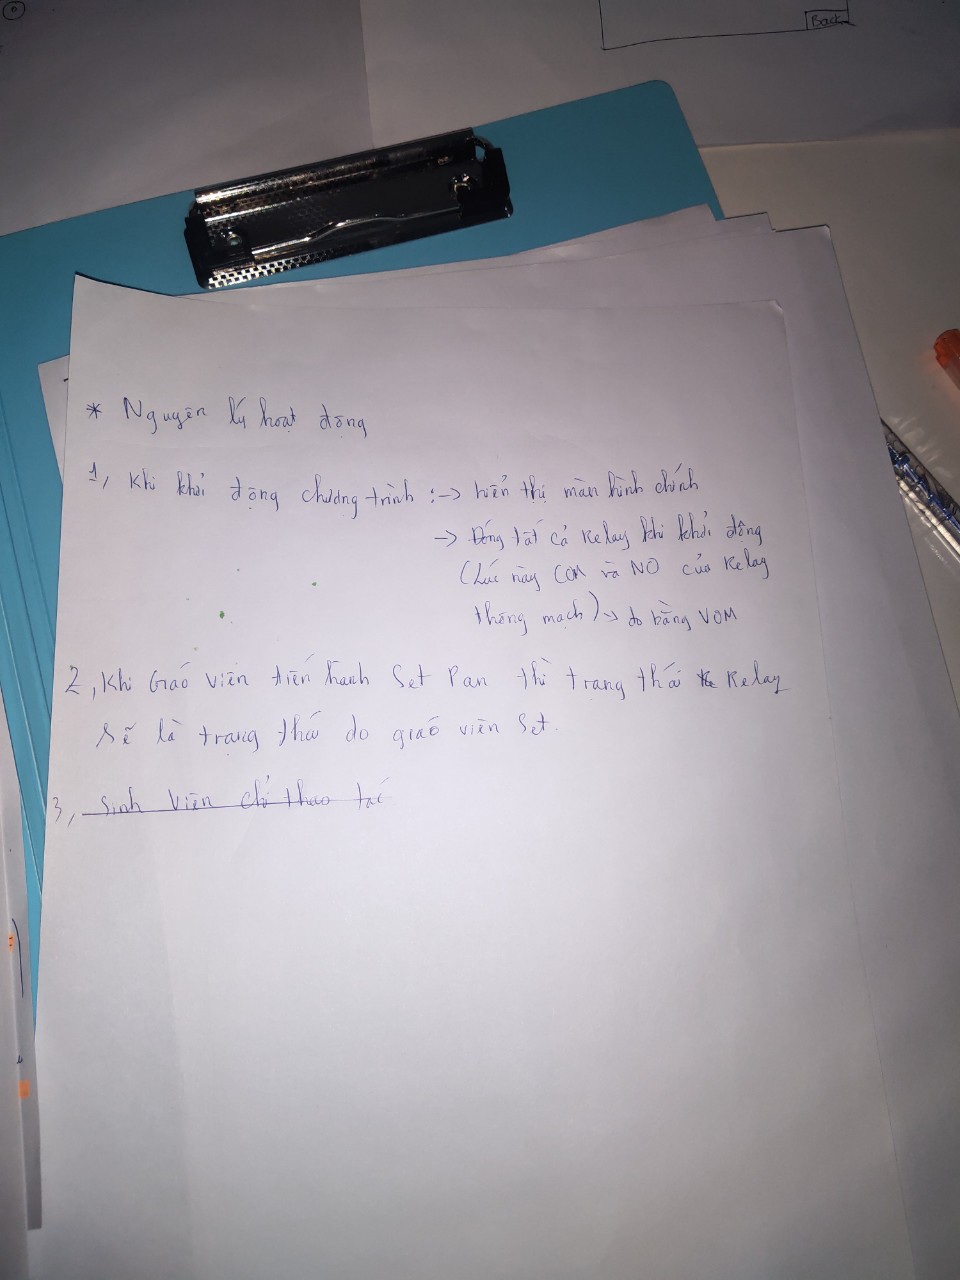 Back
* Nguyên lý hoạt động
1, Khi khởi động chương trình : → hiển thị màn hình chính
→ Đóng tất cả Relay khi khởi động
(Lúc này COM và NO của Relay
thông mạch) → đo bằng VOM
2, Khi Giáo viên tiến hành Set Pan thì trạng thái Relay
sẽ là trạng thái do giáo viên Set.
3, Sinh viên chỉ thao tác